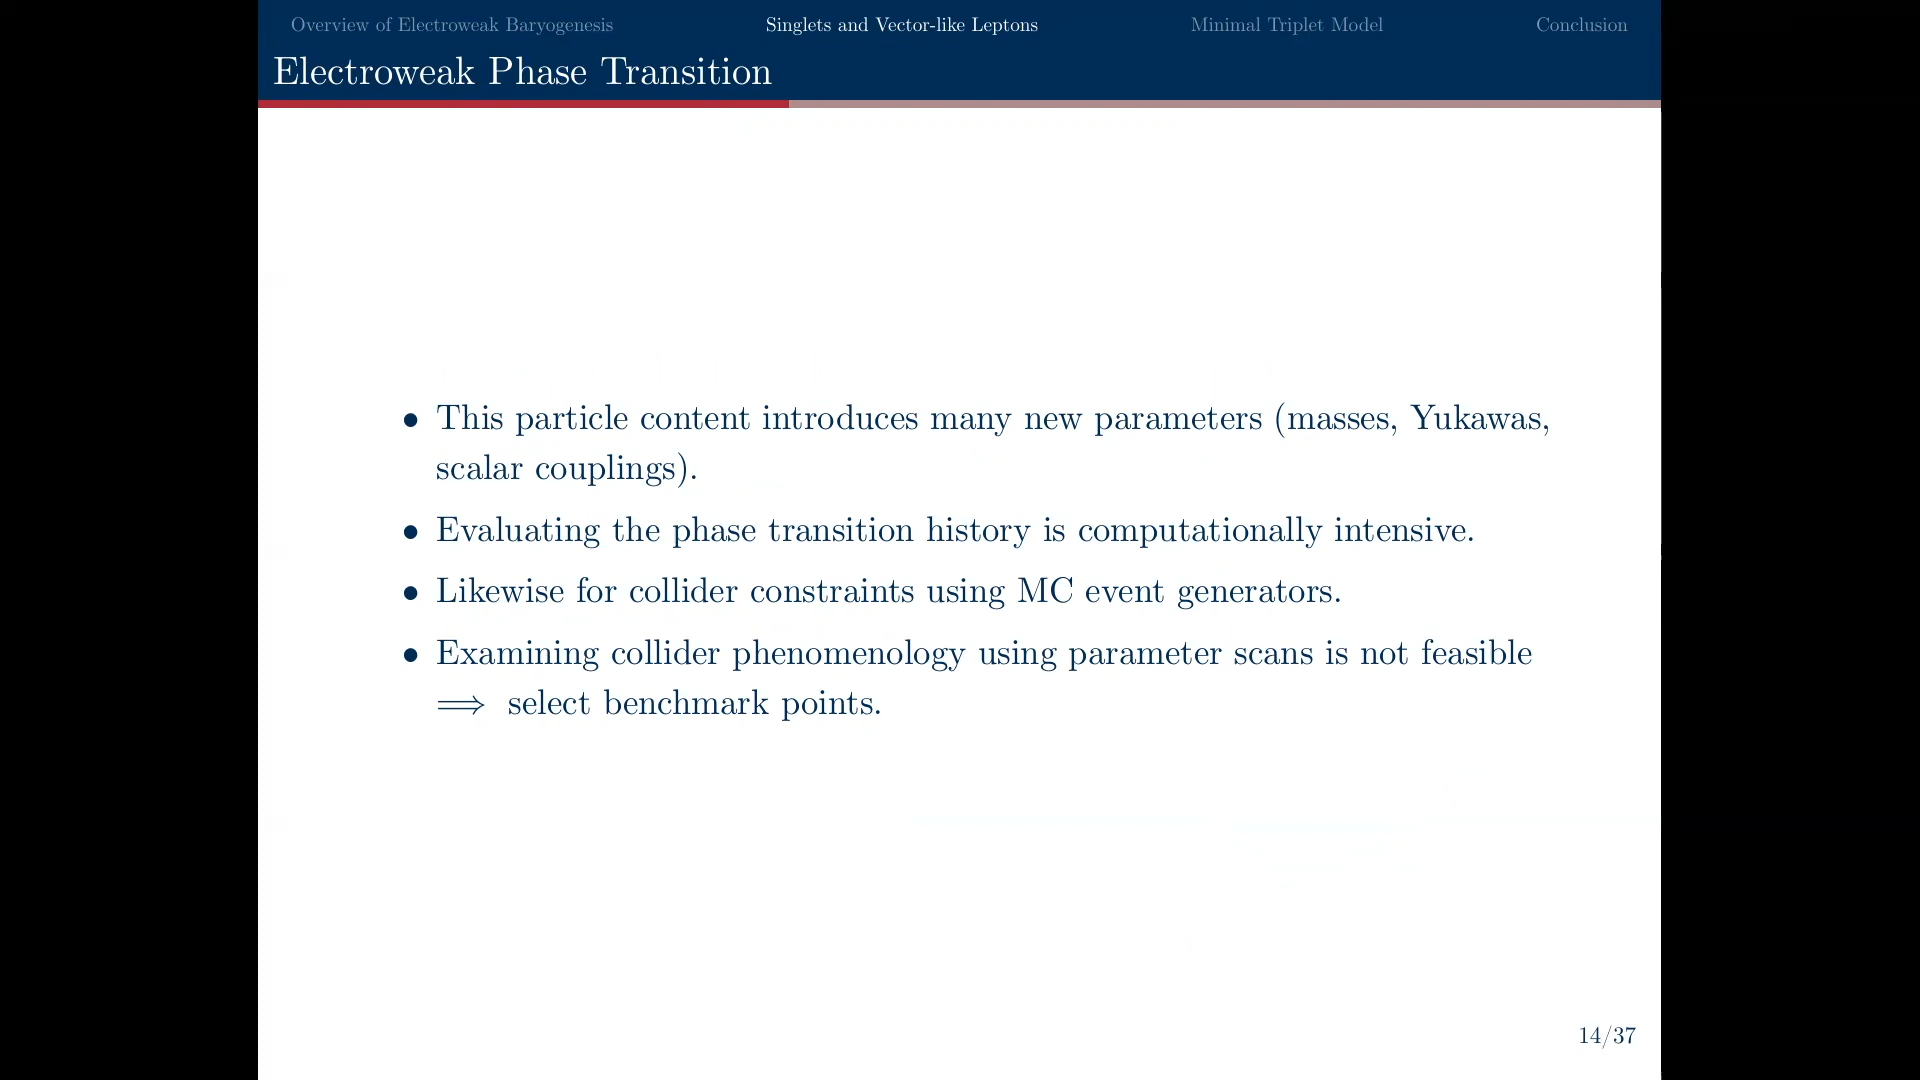 Overview of Electroweak Baryogenesis Singlets and Vector-like Leptons Minimal Triplet Model Conclusion
Electroweak Phase Transition
• This particle content introduces many new parameters (masses, Yukawas,
scalar couplings).
• Evaluating the phase transition history is computationally intensive.
• Likewise for collider constraints using MC event generators.
• Examining collider phenomenology using parameter scans is not feasible
⟹ select benchmark points.
14/37